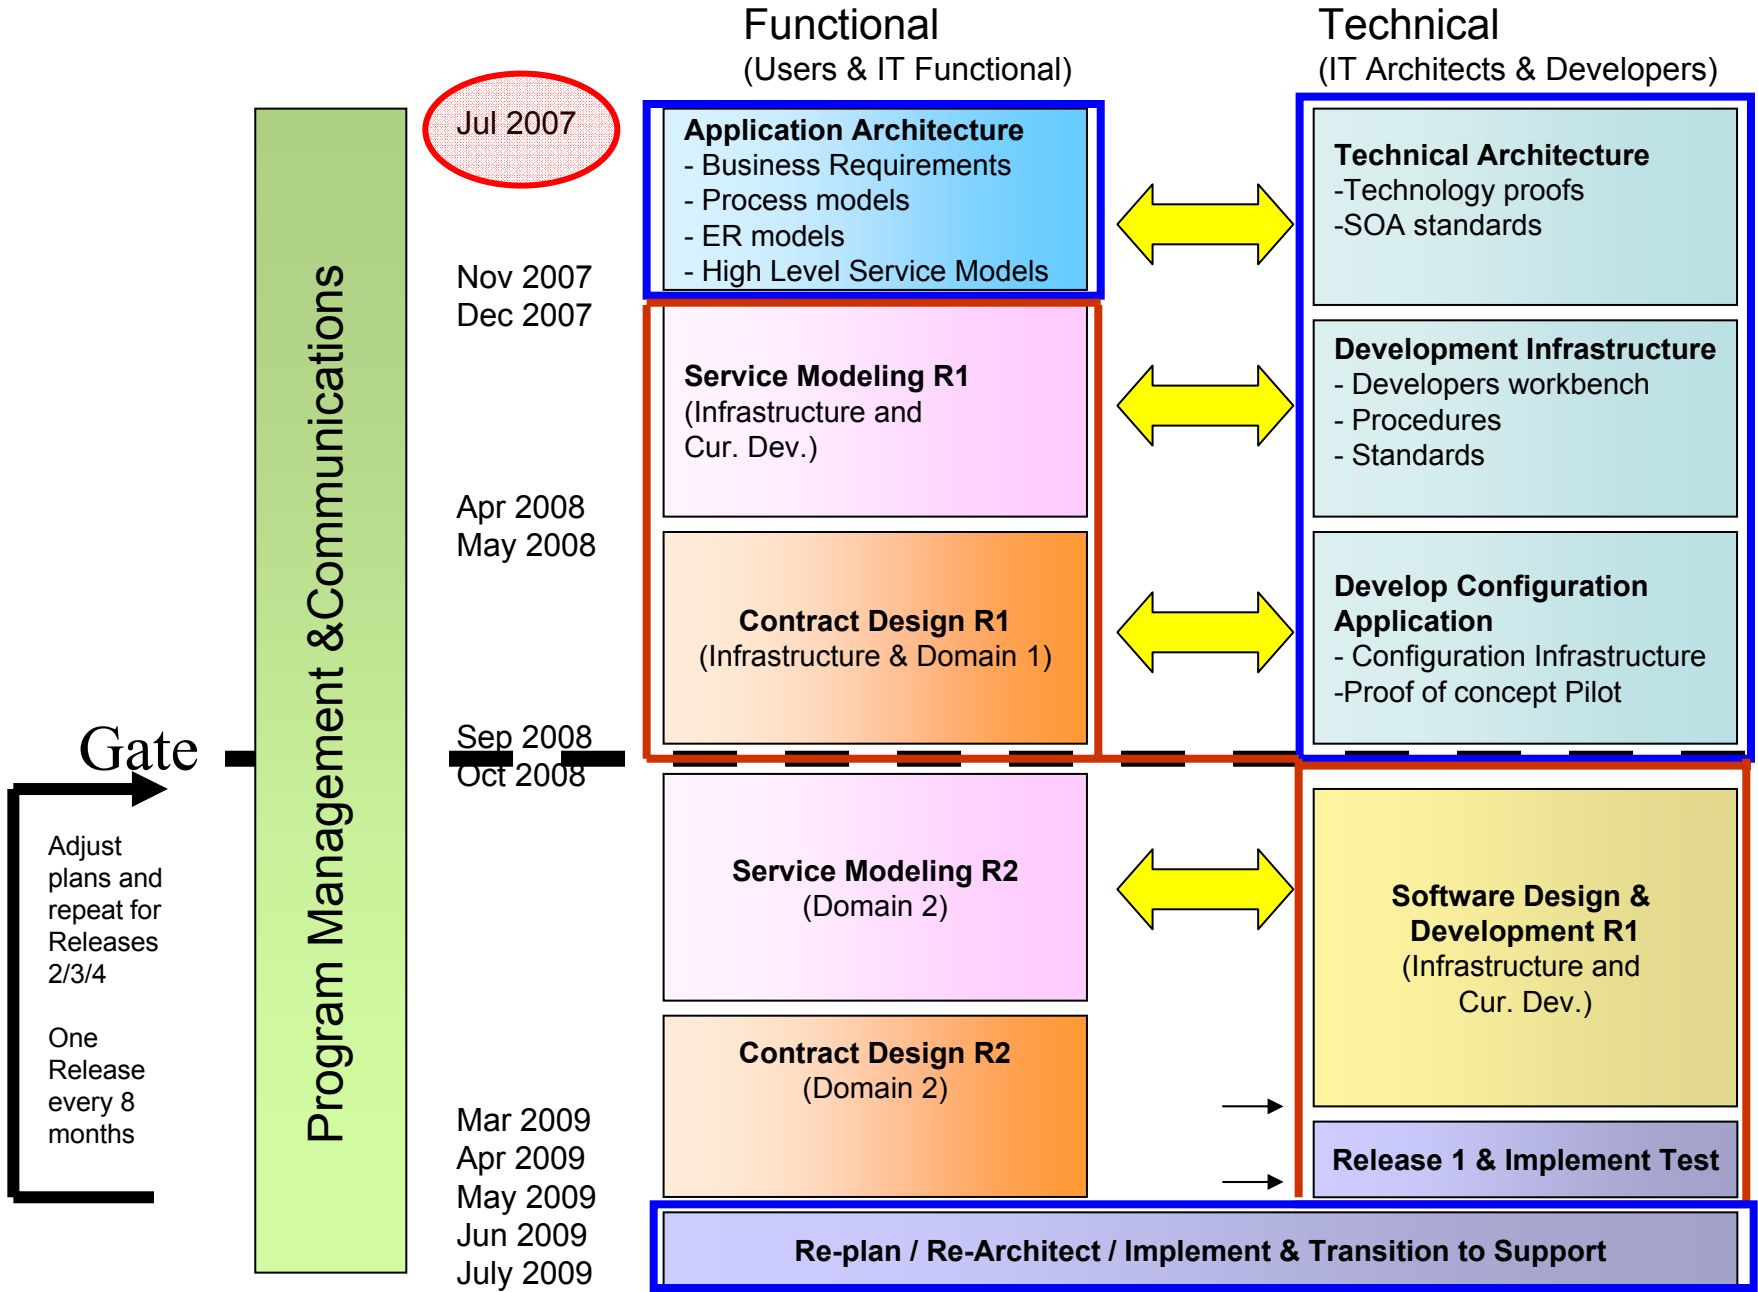 Functional
(Users & IT Functional)
Technical
(IT Architects & Developers)
Program Management &Communications
Jul 2007
Application Architecture
- Business Requirements
- Process models
- ER models
- High Level Service Models
Technical Architecture
-Technology proofs
-SOA standards
Nov 2007
Dec 2007
Service Modeling R1
(Infrastructure and
Cur. Dev.)
Development Infrastructure
- Developers workbench
- Procedures
- Standards
Apr 2008
May 2008
Contract Design R1
(Infrastructure & Domain 1)
Develop Configuration
Application
- Configuration Infrastructure
-Proof of concept Pilot
Gate
Sep 2008
Oct 2008
Adjust
plans and
repeat for
Releases
2/3/4
One
Release
every 8
months
Service Modeling R2
(Domain 2)
Software Design &
Development R1
(Infrastructure and
Cur. Dev.)
Contract Design R2
(Domain 2)
Mar 2009
Apr 2009
May 2009
Jun 2009
July 2009
Release 1 & Implement Test
Re-plan / Re-Architect / Implement & Transition to Support